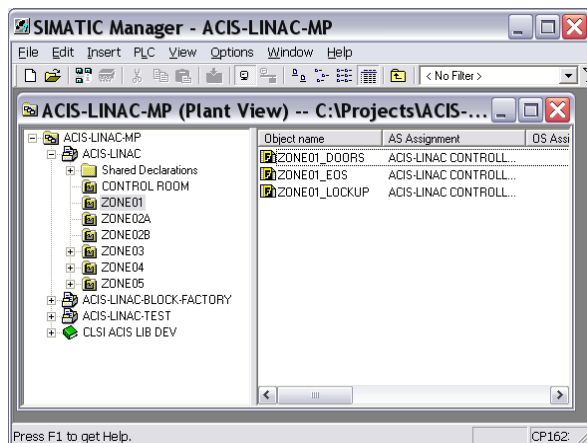 SIMATIC Manager - ACIS-LINAC-MP
File Edit Insert PLC View Options Window Help
< No Filter >
ACIS-LINAC-MP (Plant View) -- C:\Projects\ACIS-...
ACIS-LINAC-MP
ACIS-LINAC
Shared Declarations
CONTROL ROOM
ZONE01
ZONE02A
ZONE02B
ZONE03
ZONE04
ZONE05
ACIS-LINAC-BLOCK-FACTORY
ACIS-LINAC-TEST
CLSI ACIS LIB DEV
Object name AS Assignment OS Assi
ZONE01_DOORS ACIS-LINAC CONTROLL...
ZONE01_EOS ACIS-LINAC CONTROLL...
ZONE01_LOCKUP ACIS-LINAC CONTROLL...
Press F1 to get Help. CP162